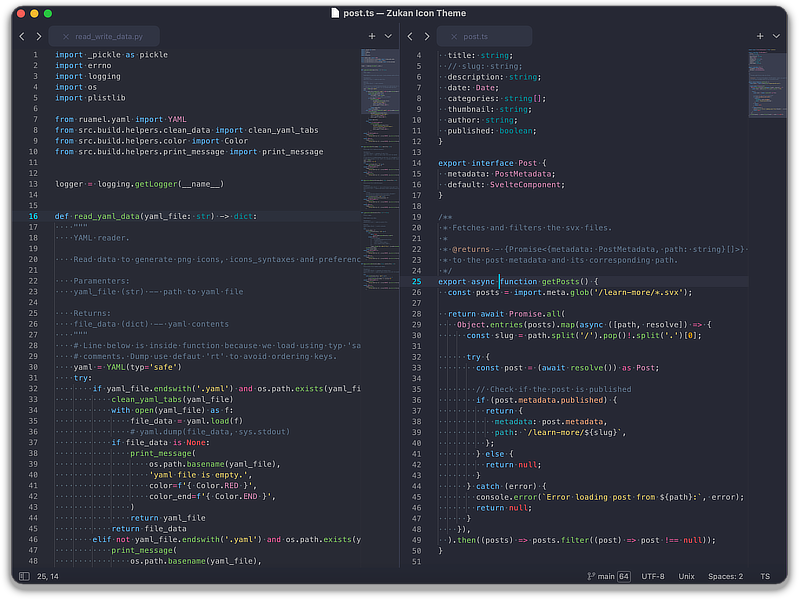 post.ts — Zukan Icon Theme
read_write_data.py
1 import _pickle as pickle
2 import errno
3 import logging
4 import os
5 import plistlib
6
7 from ruamel.yaml import YAML
8 from src.build.helpers.clean_data import clean_yaml_tabs
9 from src.build.helpers.color import Color
10 from src.build.helpers.print_message import print_message
11
12
13 logger = logging.getLogger(__name__)
14
15
16 def read_yaml_data(yaml_file: str) -> dict:
17 """
18 YAML reader.
19
20 Read data to generate png icons, icons_syntaxes and preferenc
21
22 Paramenters:
23 yaml_file (str) -- path to yaml file
24
25 Returns:
26 file_data (dict) -- yaml contents
27 """
28 # Line below is inside function because we load using typ 'sa
29 # comments. Dump use defaut 'rt' to avoid ordering keys.
30 yaml = YAML(typ='safe')
31 try:
32 if yaml_file.endswith('.yaml') and os.path.exists(yaml_fi
33 clean_yaml_tabs(yaml_file)
34 with open(yaml_file) as f:
35 file_data = yaml.load(f)
36 # yaml.dump(file_data, sys.stdout)
37 if file_data is None:
38 print_message(
39 os.path.basename(yaml_file),
40 'yaml file is empty.',
41 color=f'{ Color.RED }',
42 color_end=f'{ Color.END }',
43 )
44 return yaml_file
45 return file_data
46 elif not yaml_file.endswith('.yaml') and os.path.exists(y
47 print_message(
48 os.path.basename(yaml_file),
post.ts
4 title: string;
5 // slug: string;
6 description: string;
7 date: Date;
8 categories: string[];
9 thumbnail: string;
10 author: string;
11 published: boolean;
12 }
13
14 export interface Post {
15 metadata: PostMetadata;
16 default: SvelteComponent;
17 }
18
19 /**
20 * Fetches and filters the svx files.
21 *
22 * @returns - {Promise<{metadata: PostMetadata, path: string}[]>}
23 * to the post metadata and its corresponding path.
24 */
25 export async function getPosts() {
26 const posts = import.meta.glob('/learn-more/*.svx');
27
28 return await Promise.all(
29 Object.entries(posts).map(async ([path, resolve]) => {
30 const slug = path.split('/').pop()!.split('.')[0];
31
32 try {
33 const post = (await resolve()) as Post;
34
35 // Check if the post is published
36 if (post.metadata.published) {
37 return {
38 metadata: post.metadata,
39 path: `/learn-more/${slug}`,
40 };
41 } else {
42 return null;
43 }
44 } catch (error) {
45 console.error(`Error loading post from ${path}:`, error);
46 return null;
47 }
48 }),
49 ).then((posts) => posts.filter((post) => post !== null));
50 }
51
25, 14
main 64 UTF-8 Unix Spaces: 2 TS